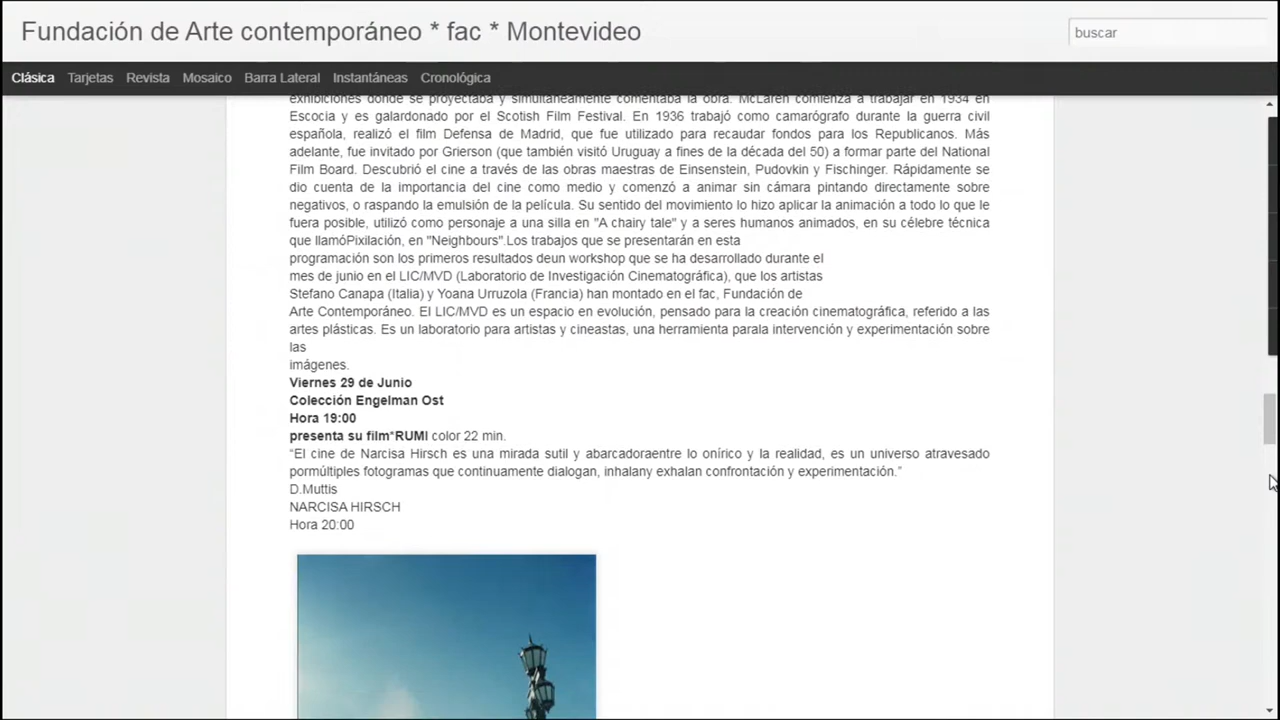 Fundación de Arte contemporáneo * fac * Montevideo
buscar
Clásica Tarjetas Revista Mosaico Barra Lateral Instantáneas Cronológica
exhibiciones donde se proyectaba y simultáneamente comentaba la obra. McLaren comienza a trabajar en 1934 en
Escocia y es galardonado por el Scotish Film Festival. En 1936 trabajó como camarógrafo durante la guerra civil
española, realizó el film Defensa de Madrid, que fue utilizado para recaudar fondos para los Republicanos. Más
adelante, fue invitado por Grierson (que también visitó Uruguay a fines de la década del 50) a formar parte del National
Film Board. Descubrió el cine a través de las obras maestras de Einsenstein, Pudovkin y Fischinger. Rápidamente se
dio cuenta de la importancia del cine como medio y comenzó a animar sin cámara pintando directamente sobre
negativos, o raspando la emulsión de la película. Su sentido del movimiento lo hizo aplicar la animación a todo lo que le
fuera posible, utilizó como personaje a una silla en "A chairy tale" y a seres humanos animados, en su célebre técnica
que llamóPixilación, en "Neighbours".Los trabajos que se presentarán en esta
programación son los primeros resultados deun workshop que se ha desarrollado durante el
mes de junio en el LIC/MVD (Laboratorio de Investigación Cinematográfica), que los artistas
Stefano Canapa (Italia) y Yoana Urruzola (Francia) han montado en el fac, Fundación de
Arte Contemporáneo. El LIC/MVD es un espacio en evolución, pensado para la creación cinematográfica, referido a las
artes plásticas. Es un laboratorio para artistas y cineastas, una herramienta parala intervención y experimentación sobre
las
imágenes.
Viernes 29 de Junio
Colección Engelman Ost
Hora 19:00
presenta su film*RUMI color 22 min.
“El cine de Narcisa Hirsch es una mirada sutil y abarcadoraentre lo onírico y la realidad, es un universo atravesado
pormúltiples fotogramas que continuamente dialogan, inhalany exhalan confrontación y experimentación.”
D.Muttis
NARCISA HIRSCH
Hora 20:00